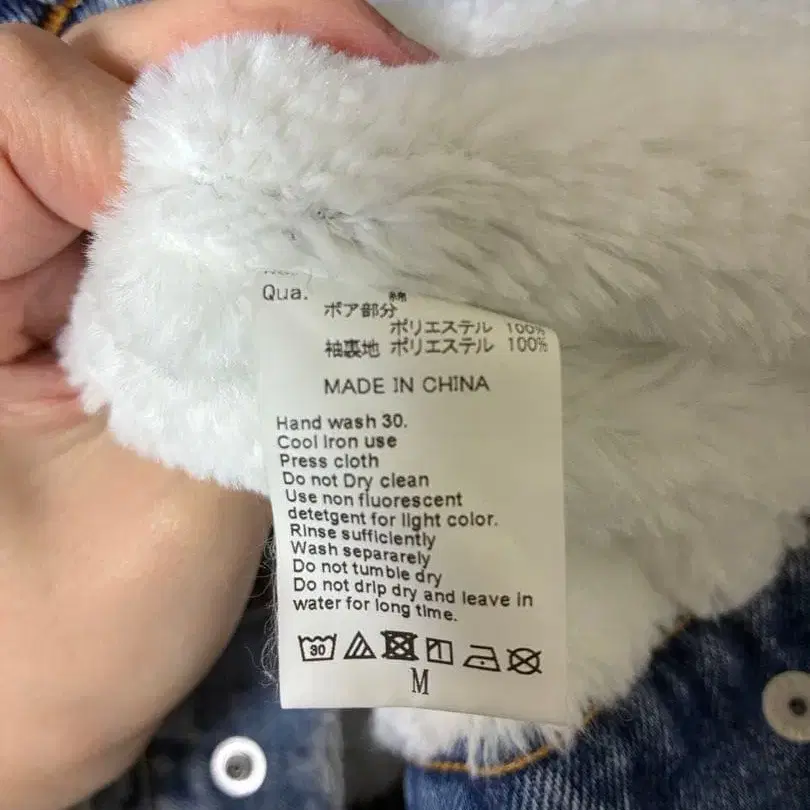 Qua.
綿
ボア部分
ポリエステル 100%
袖裏地 ポリエステル 100%
MADE IN CHINA
Hand wash 30.
Cool Iron use
Press cloth
Do not Dry clean
Use non fluorescent
detetgent for light color.
Rinse sufficiently
Wash separarely
Do not tumble dry
Do not drip dry and leave in
water for long time.
30
M